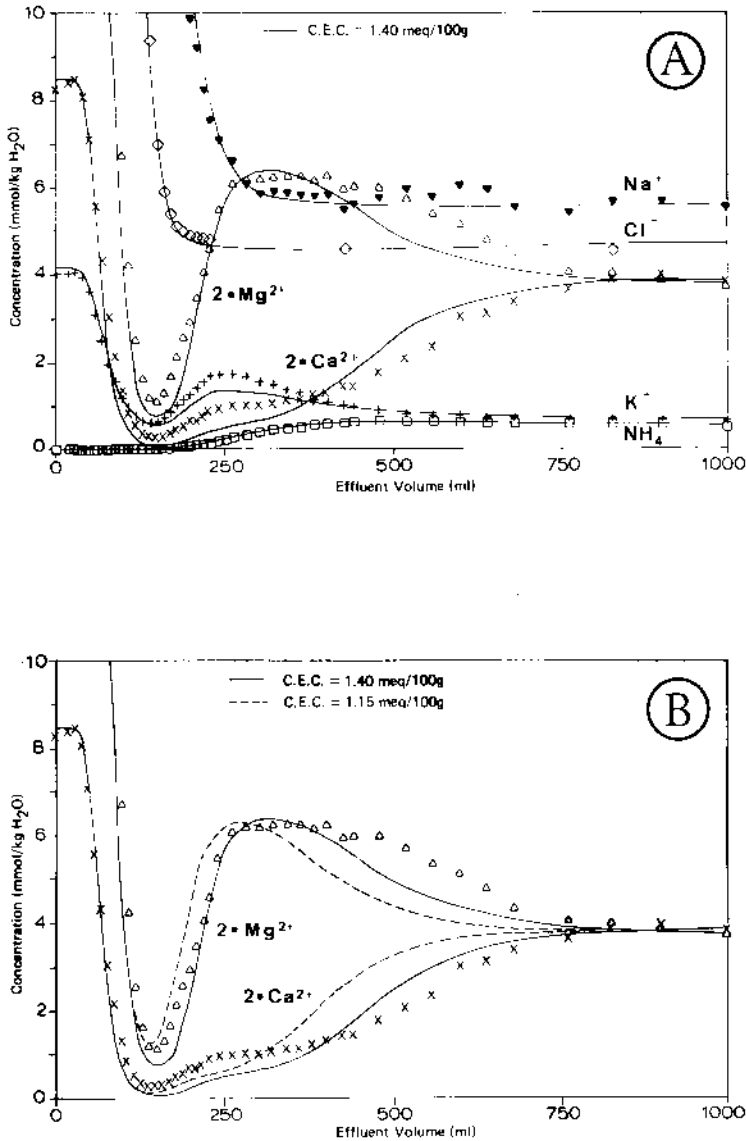 10
8
6
4
2
0
Concentration (mmol/kg H₂O)
C.E.C. = 1.40 meq/100g
A
Na⁺
Cl⁻
2•Mg²⁺
2•Ca²⁺
K⁺
NH₄
0 250 500 750 1000
Effluent Volume (ml)
10
8
6
4
2
0
Concentration (mmol/kg H₂O)
C.E.C. = 1.40 meq/100g
C.E.C. = 1.15 meq/100g
B
2•Mg²⁺
2•Ca²⁺
0 250 500 750 1000
Effluent Volume (ml)